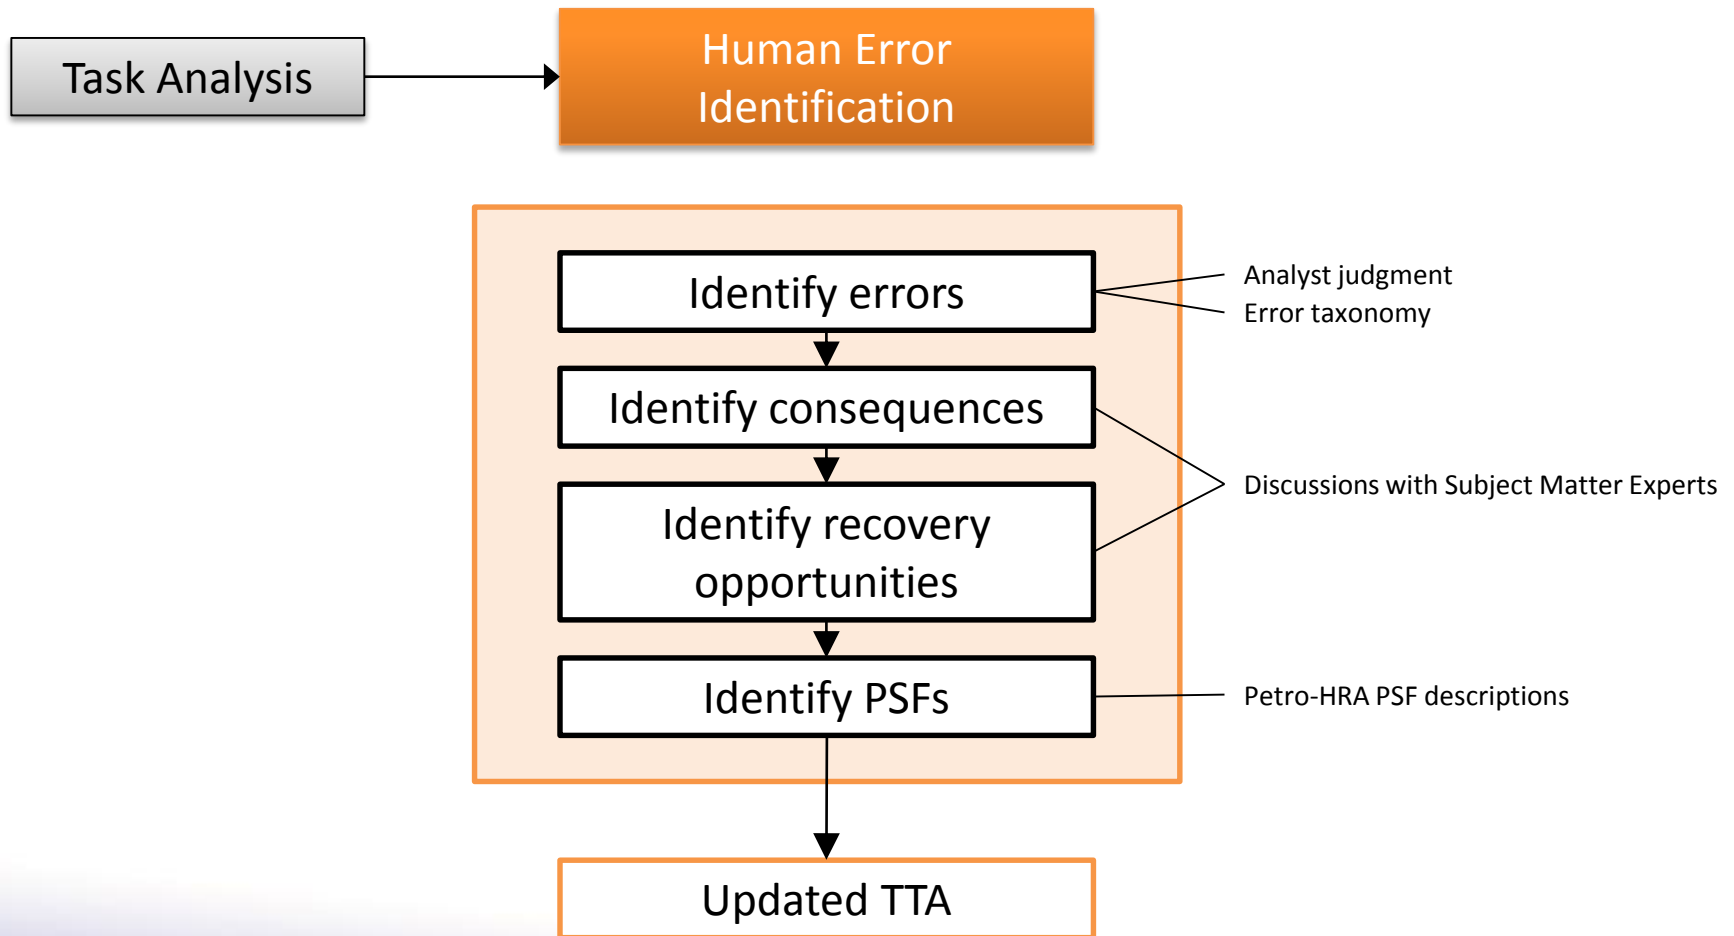 Task Analysis
Human Error
Identification
Identify errors
Analyst judgment
Error taxonomy
Identify consequences
Identify recovery
opportunities
Discussions with Subject Matter Experts
Identify PSFs
Petro-HRA PSF descriptions
Updated TTA